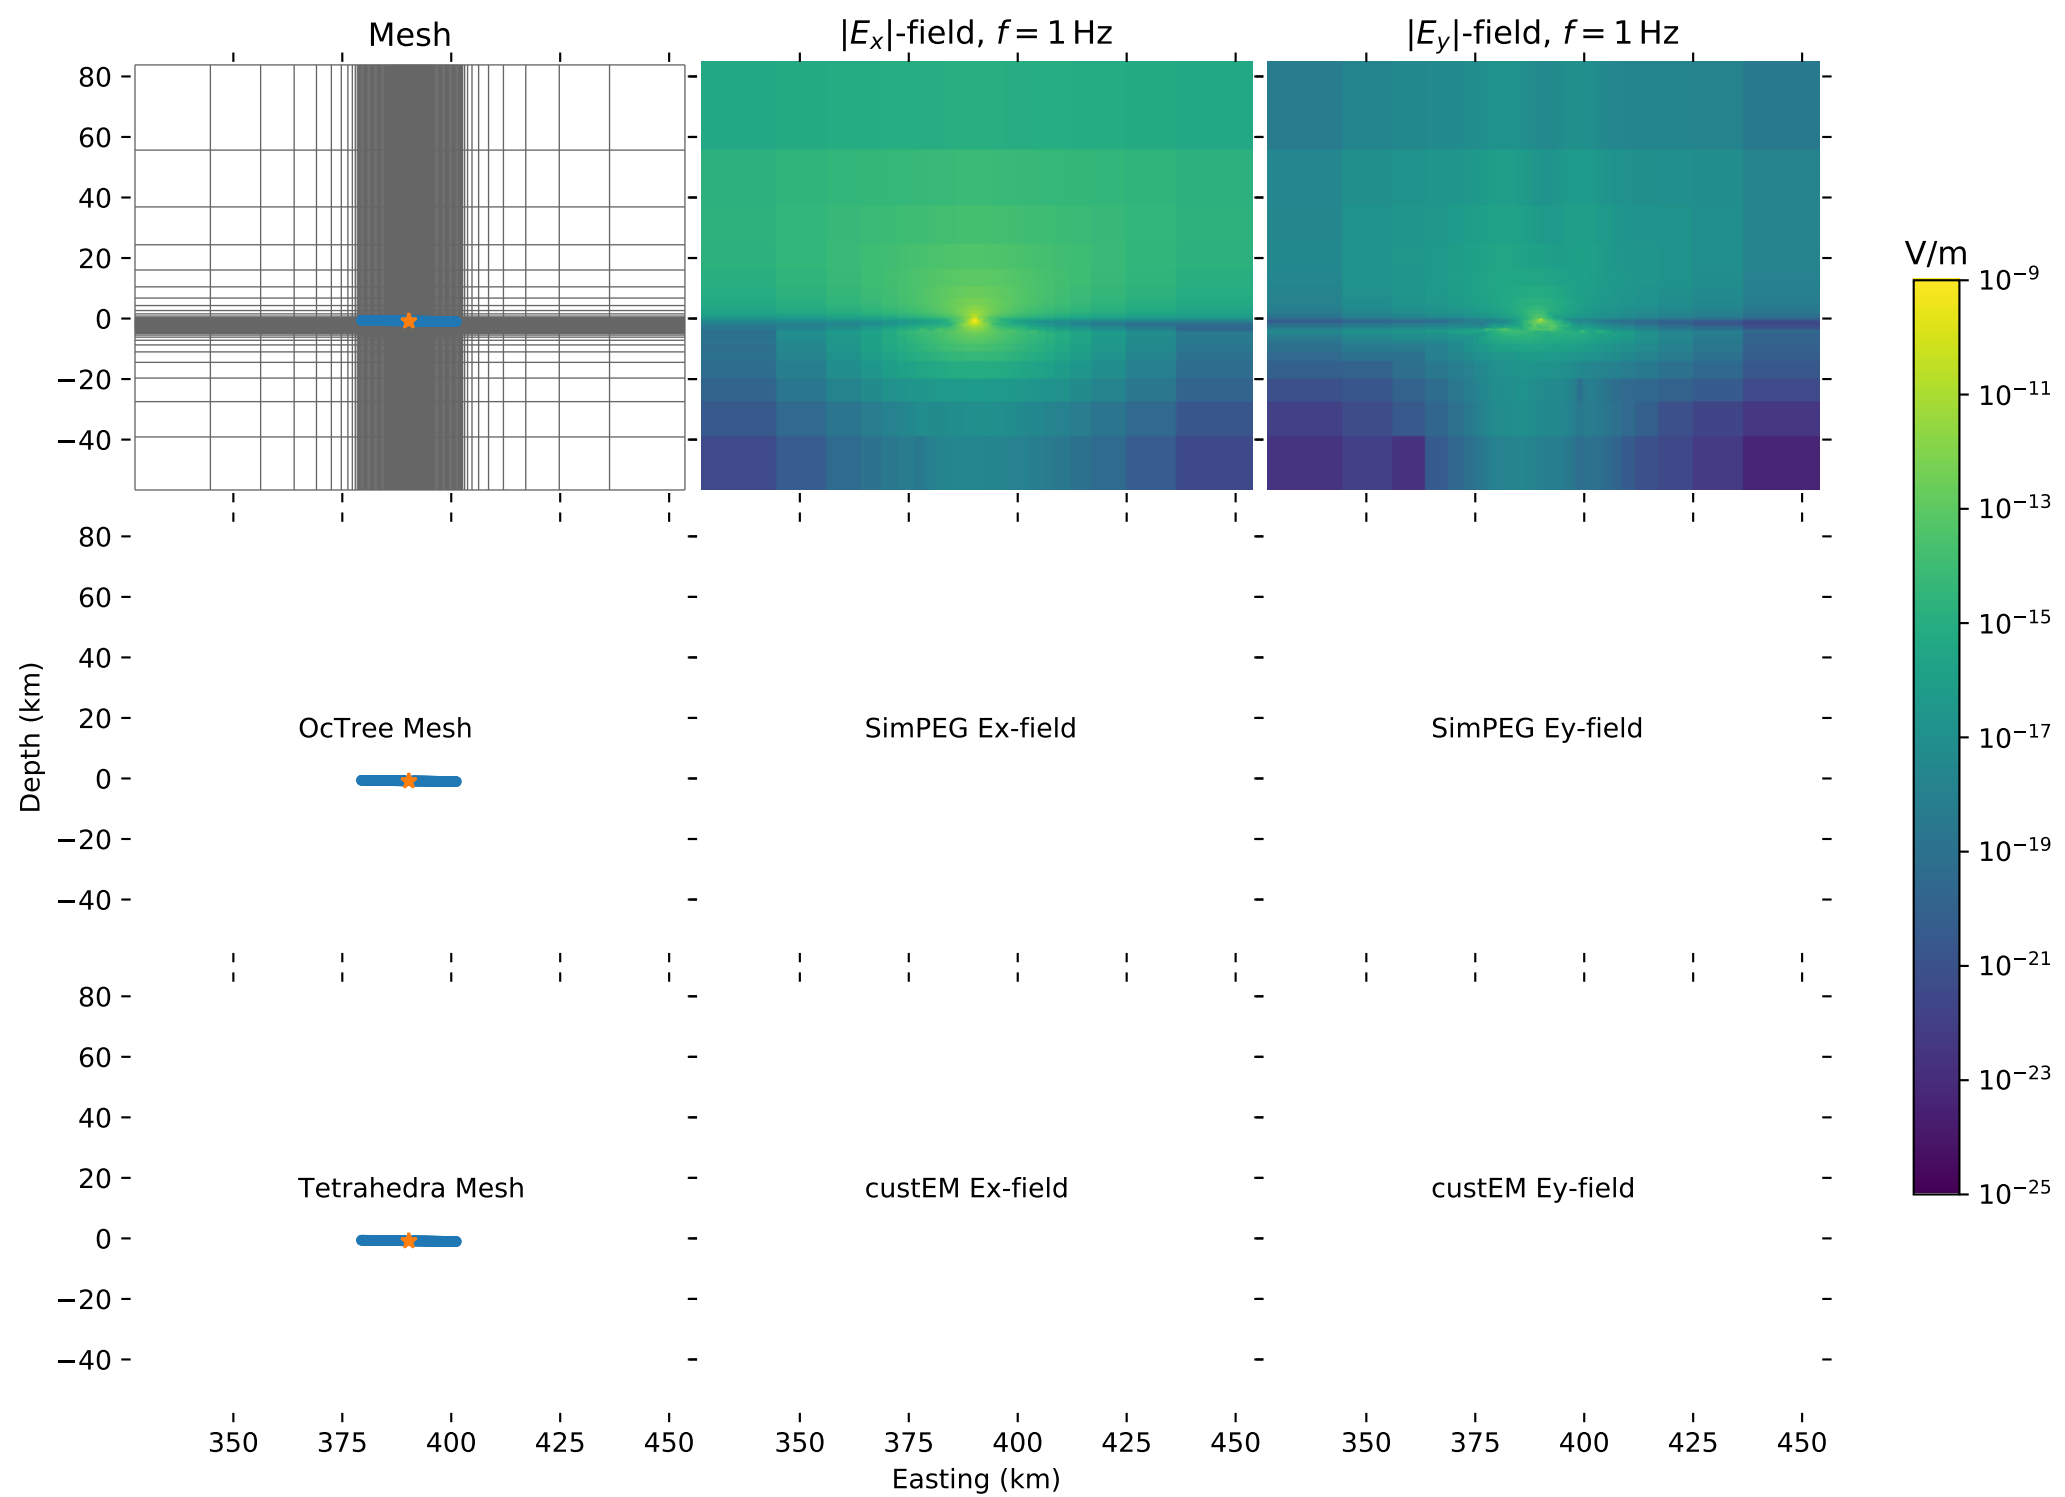 Mesh
|Ex|-field, f = 1 Hz
|Ey|-field, f = 1 Hz
80
60
40
20
0
−20
−40
V/m
10−9
10−11
10−13
10−15
10−17
10−19
10−21
10−23
10−25
Depth (km)
80
60
40
20
0
−20
−40
OcTree Mesh
SimPEG Ex-field
SimPEG Ey-field
80
60
40
20
0
−20
−40
Tetrahedra Mesh
custEM Ex-field
custEM Ey-field
350 375 400 425 450
350 375 400 425 450
350 375 400 425 450
Easting (km)